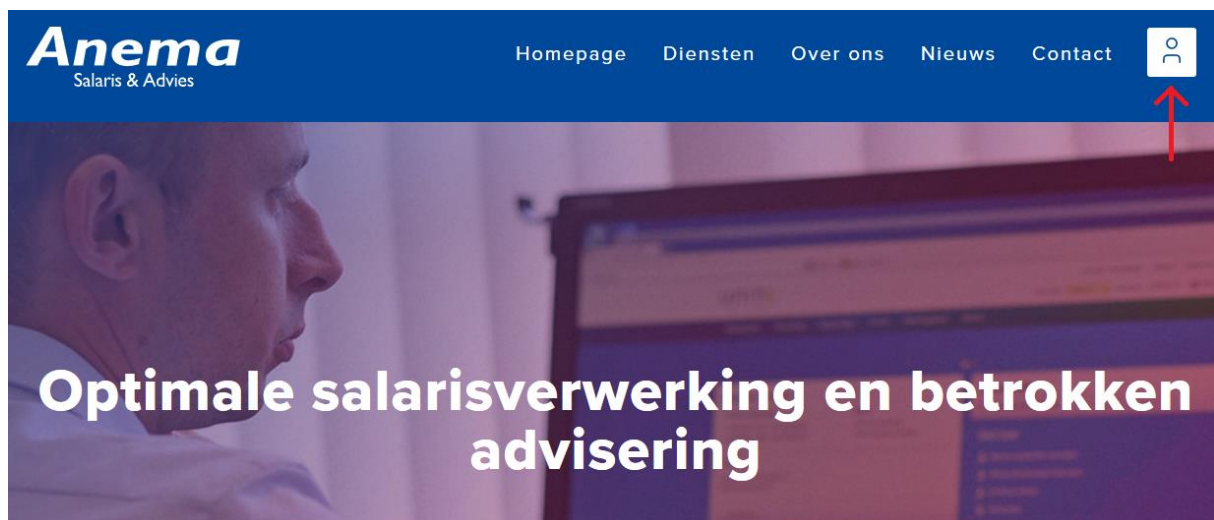 Anema
Salaris & Advies
Homepage Diensten Over ons Nieuws Contact
Optimale salarisverwerking en betrokken
advisering